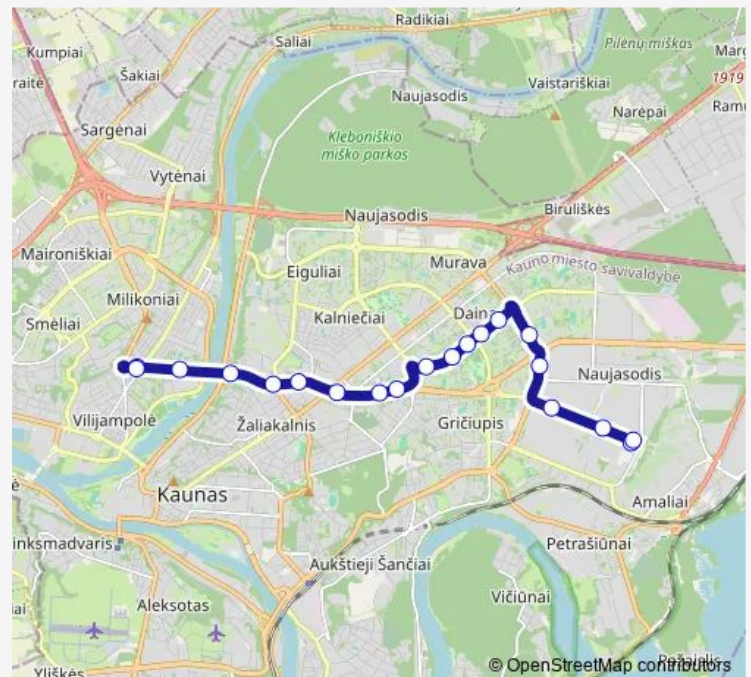 Radikiai
Saliai
Kumpiai
Šakiai
raitė
Naujasodis
Vaistariškiai
Pilėnų miškas
Marg
1919
Ram
Narėpai
Sargėnai
Kleboniškio
miško parkas
Vytėnai
Naujasodis
Biruliškės
Maironiškiai
Eiguliai
Murava
Kauno miesto savivaldybė
Milikoniai
Smėliai
Kalniečiai
Daina
Naujasodis
Vilijampolė
Žaliakalnis
Gričiupis
Kaunas
Amaliai
inksmadvaris
Petrašiūnai
Aukštieji Šančiai
Aleksotas
Vičiūnai
Yliškės
© OpenStreetMap contributors